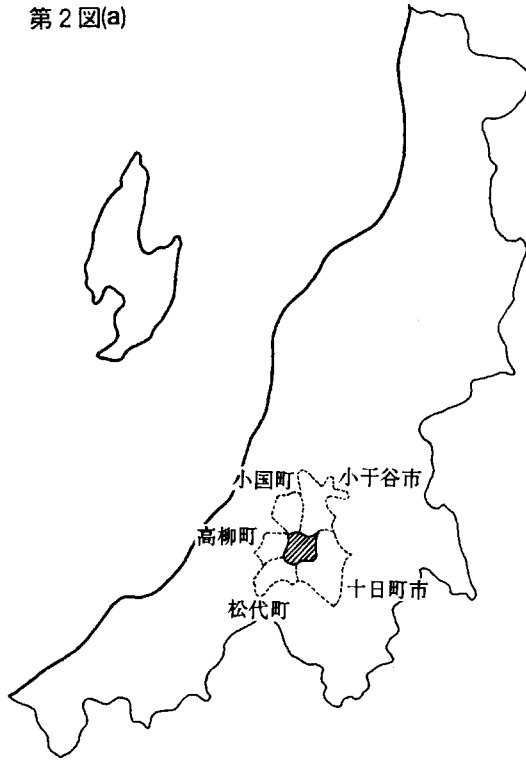 第2図(a)
小国町
小千谷市
高柳町
十日町市
松代町